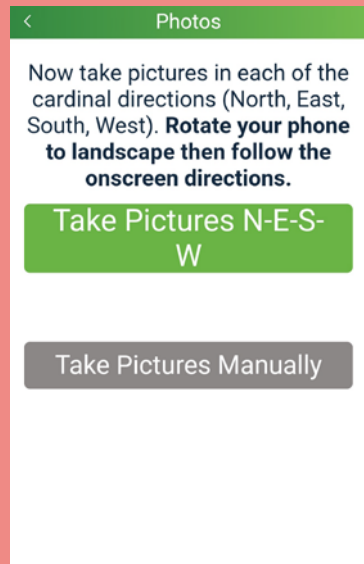 Photos
Now take pictures in each of the
cardinal directions (North, East,
South, West). Rotate your phone
to landscape then follow the
onscreen directions.
Take Pictures N-E-S-
W
Take Pictures Manually